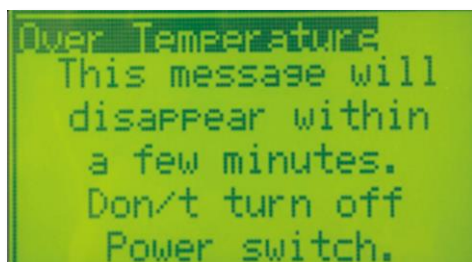 Over Temperature
This message will
disappear within
a few minutes.
Don/t turn off
Power switch.